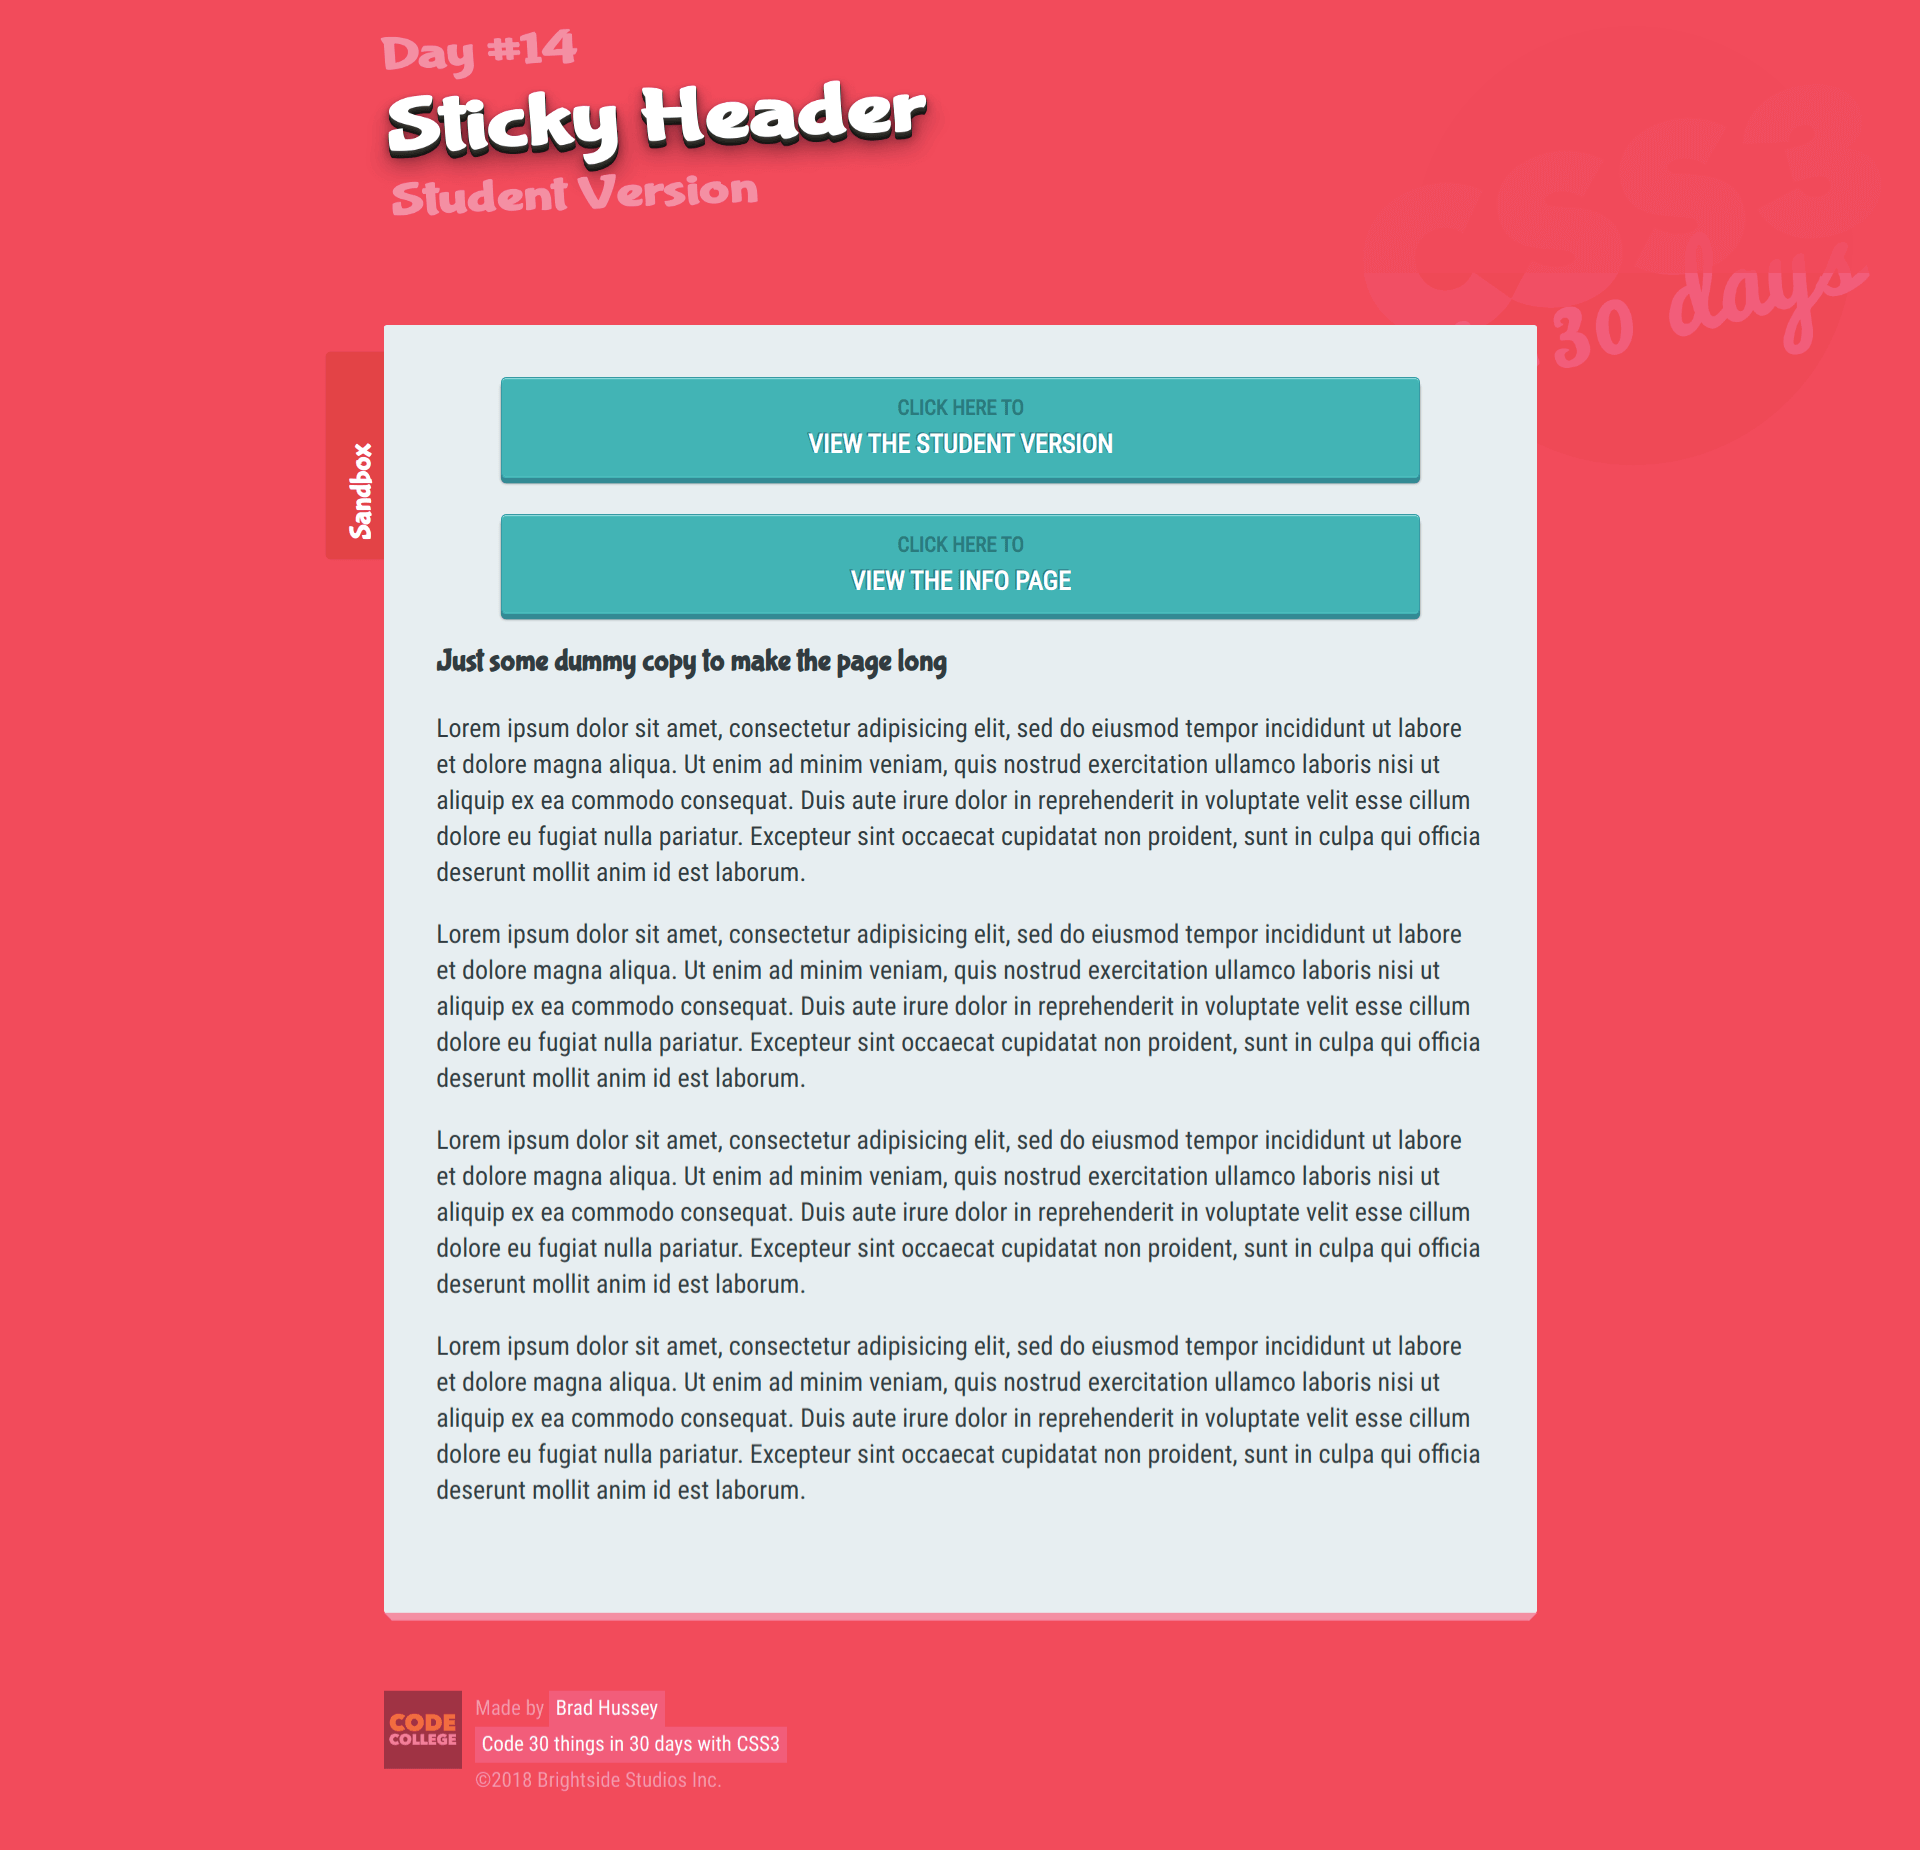 Day #14
Sticky Header
Student Version
CSS3
30 days
Sandbox
CLICK HERE TO
VIEW THE STUDENT VERSION
CLICK HERE TO
VIEW THE INFO PAGE
Just some dummy copy to make the page long
Lorem ipsum dolor sit amet, consectetur adipisicing elit, sed do eiusmod tempor incididunt ut labore
et dolore magna aliqua. Ut enim ad minim veniam, quis nostrud exercitation ullamco laboris nisi ut
aliquip ex ea commodo consequat. Duis aute irure dolor in reprehenderit in voluptate velit esse cillum
dolore eu fugiat nulla pariatur. Excepteur sint occaecat cupidatat non proident, sunt in culpa qui officia
deserunt mollit anim id est laborum.
Lorem ipsum dolor sit amet, consectetur adipisicing elit, sed do eiusmod tempor incididunt ut labore
et dolore magna aliqua. Ut enim ad minim veniam, quis nostrud exercitation ullamco laboris nisi ut
aliquip ex ea commodo consequat. Duis aute irure dolor in reprehenderit in voluptate velit esse cillum
dolore eu fugiat nulla pariatur. Excepteur sint occaecat cupidatat non proident, sunt in culpa qui officia
deserunt mollit anim id est laborum.
Lorem ipsum dolor sit amet, consectetur adipisicing elit, sed do eiusmod tempor incididunt ut labore
et dolore magna aliqua. Ut enim ad minim veniam, quis nostrud exercitation ullamco laboris nisi ut
aliquip ex ea commodo consequat. Duis aute irure dolor in reprehenderit in voluptate velit esse cillum
dolore eu fugiat nulla pariatur. Excepteur sint occaecat cupidatat non proident, sunt in culpa qui officia
deserunt mollit anim id est laborum.
Lorem ipsum dolor sit amet, consectetur adipisicing elit, sed do eiusmod tempor incididunt ut labore
et dolore magna aliqua. Ut enim ad minim veniam, quis nostrud exercitation ullamco laboris nisi ut
aliquip ex ea commodo consequat. Duis aute irure dolor in reprehenderit in voluptate velit esse cillum
dolore eu fugiat nulla pariatur. Excepteur sint occaecat cupidatat non proident, sunt in culpa qui officia
deserunt mollit anim id est laborum.
CODE
COLLEGE
Made by Brad Hussey
Code 30 things in 30 days with CSS3
©2018 Brightside Studios Inc.